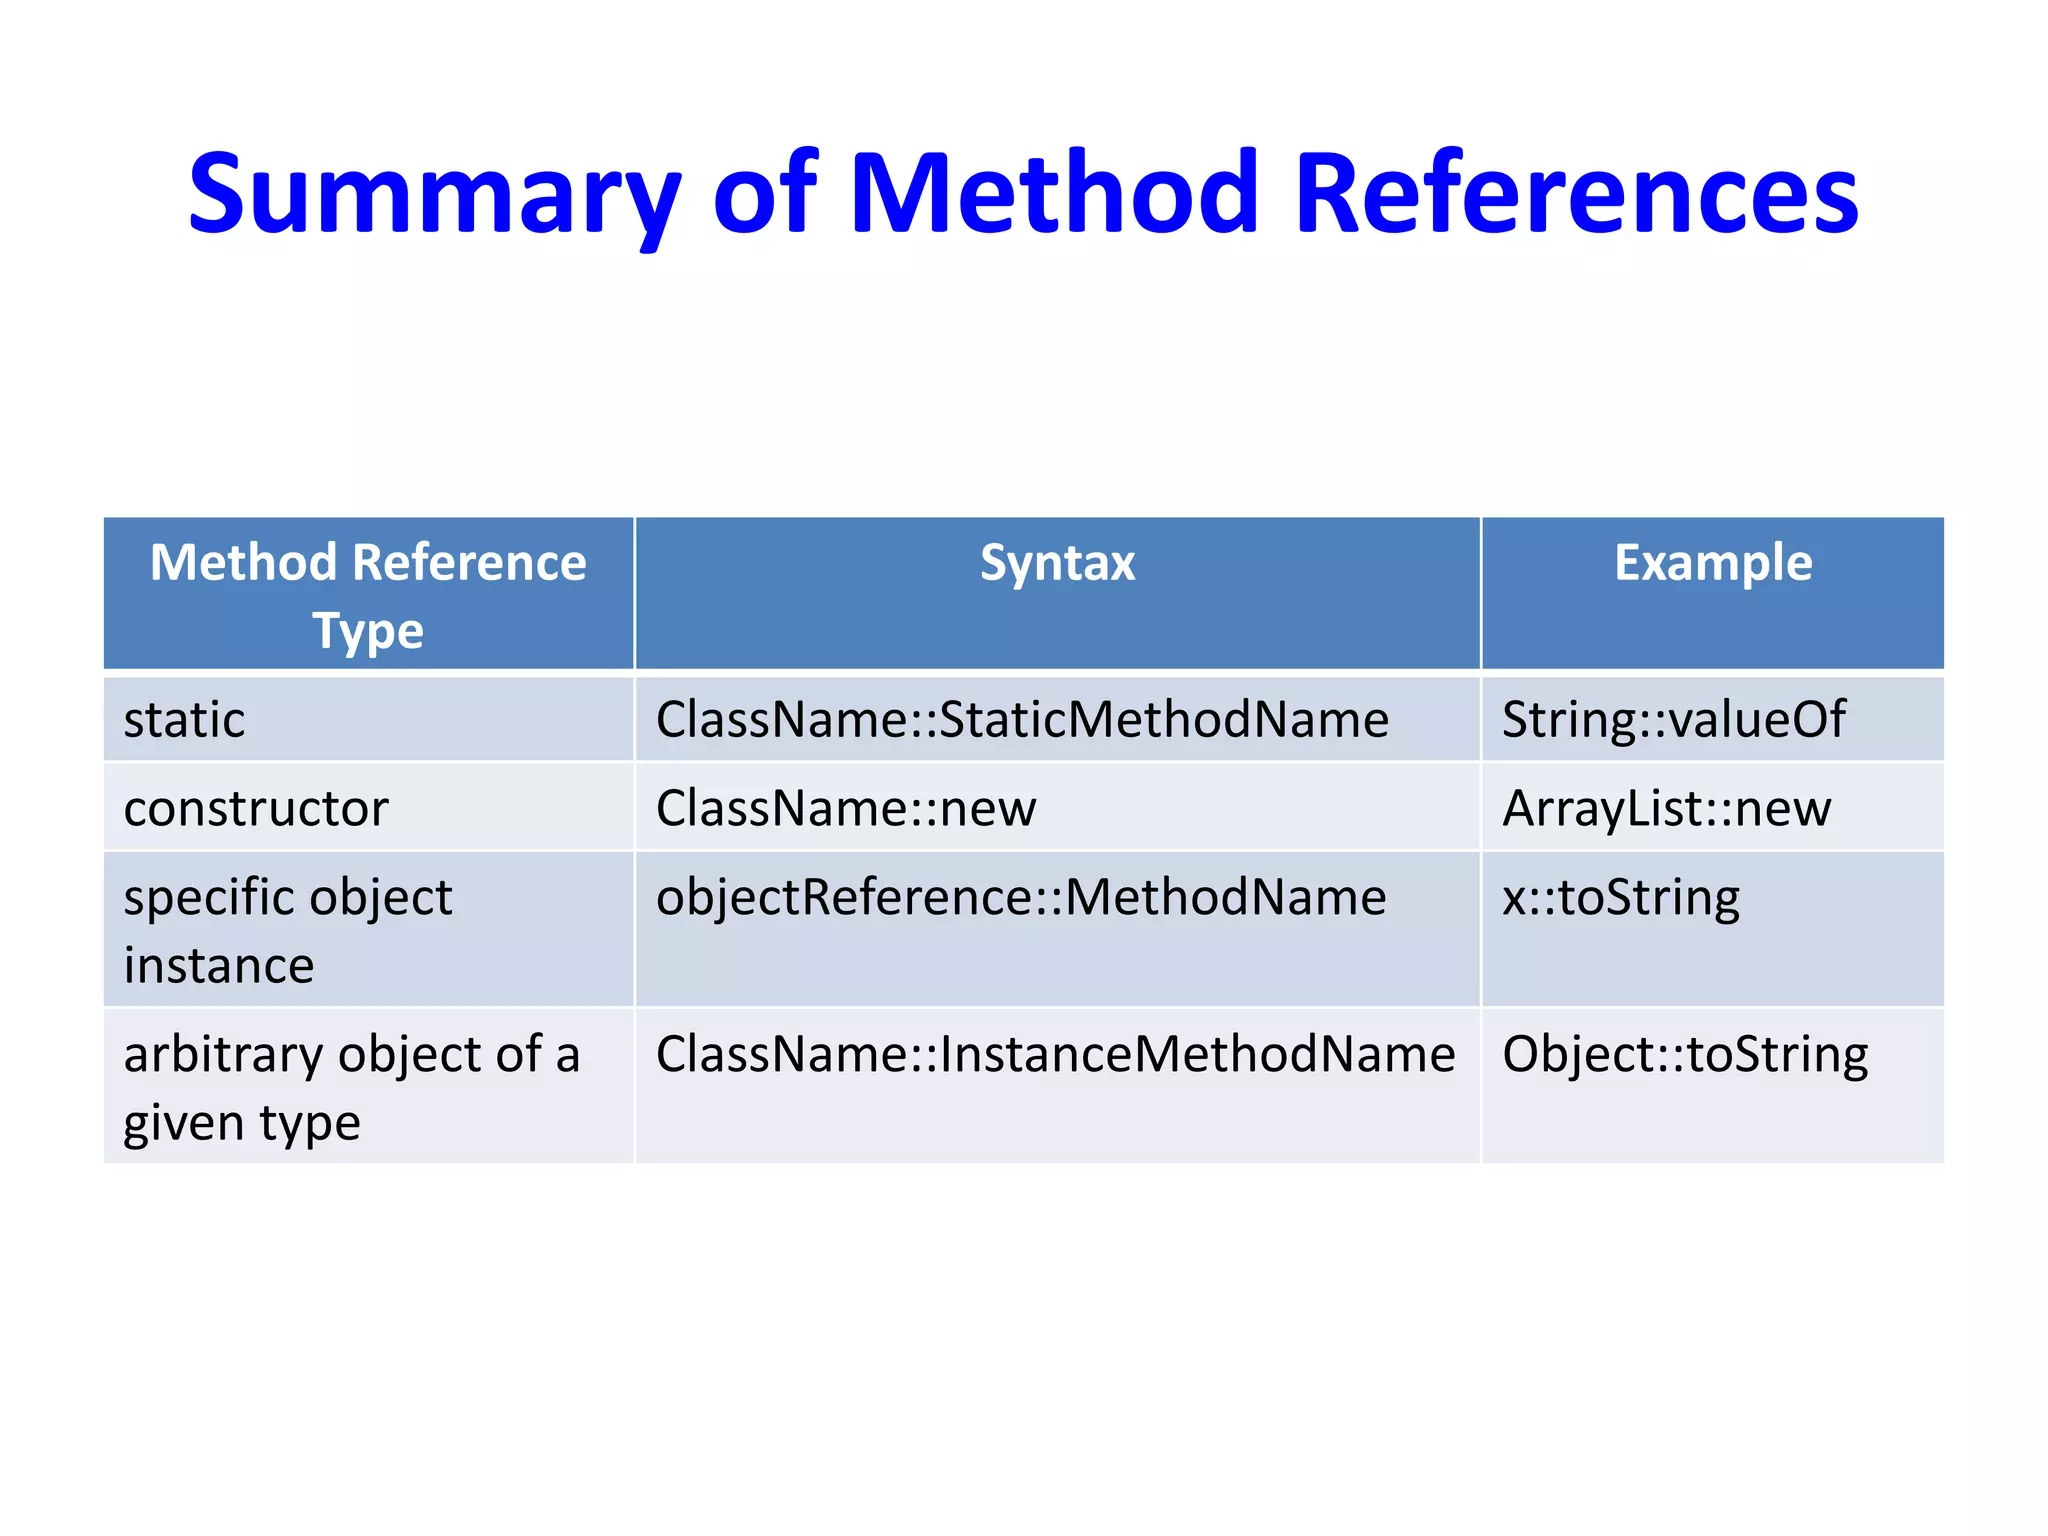 Summary of Method References
Method Reference Type
Syntax
Example
static
ClassName::StaticMethodName
String::valueOf
constructor
ClassName::new
ArrayList::new
specific object
instance
objectReference::MethodName
x::toString
arbitrary object of a
given type
ClassName::InstanceMethodName
Object::toString